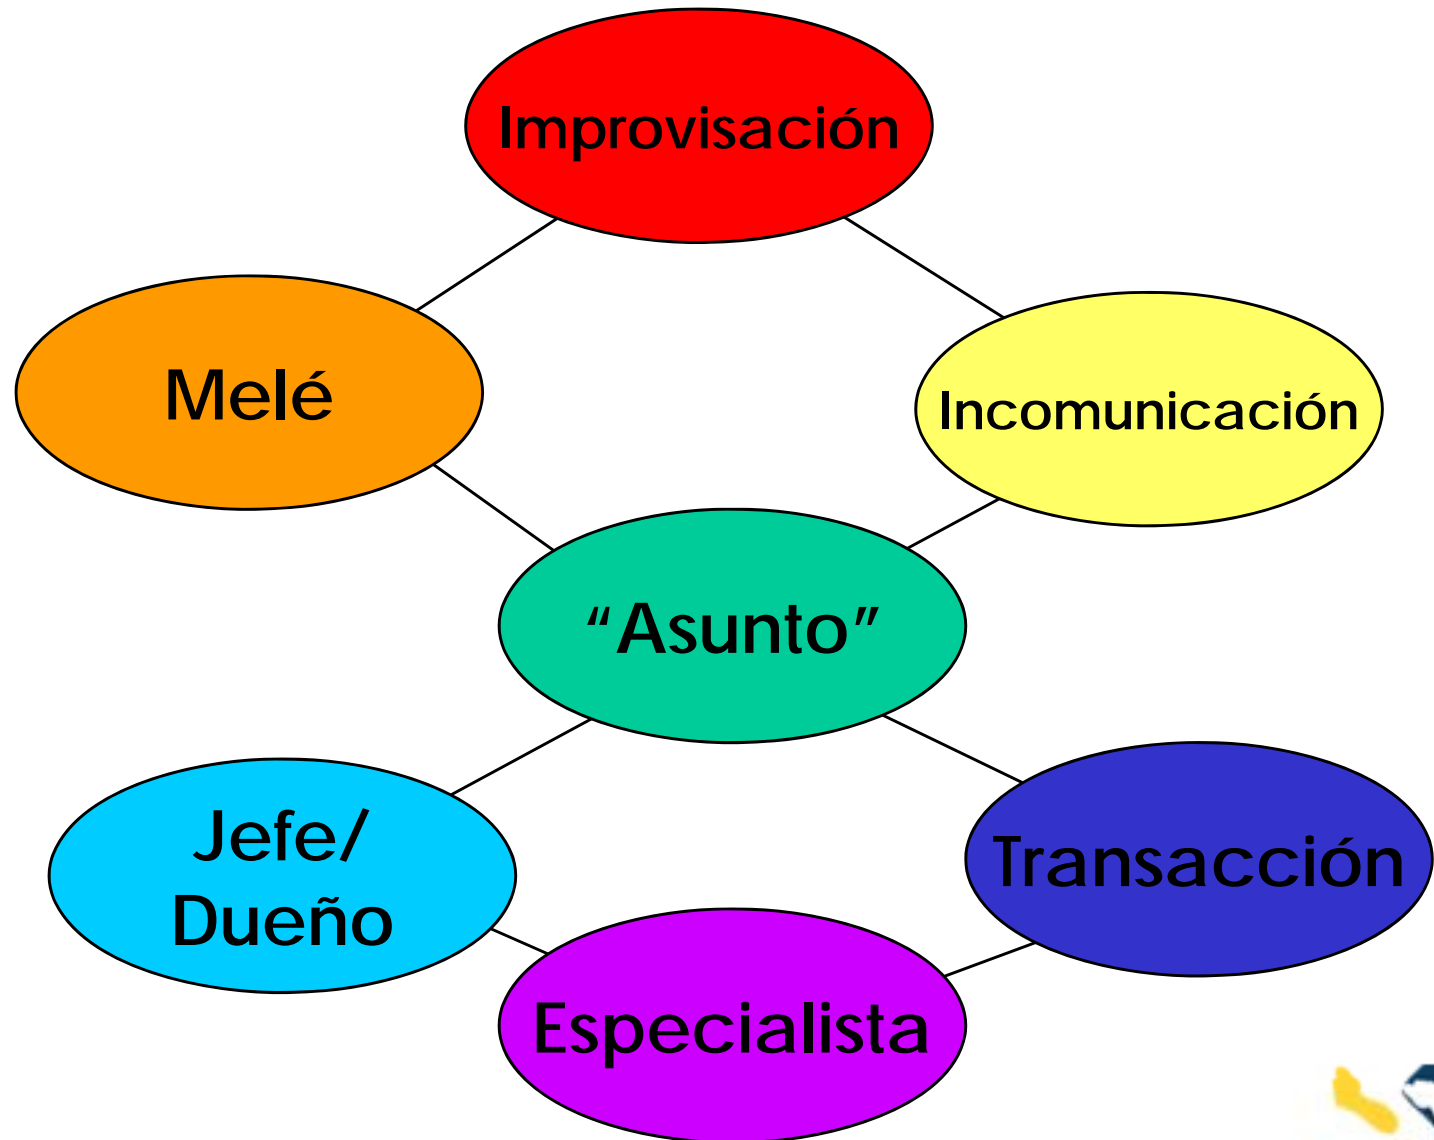 Improvisación
Melé
Incomunicación
“Asunto”
Jefe/
Dueño
Transacción
Especialista